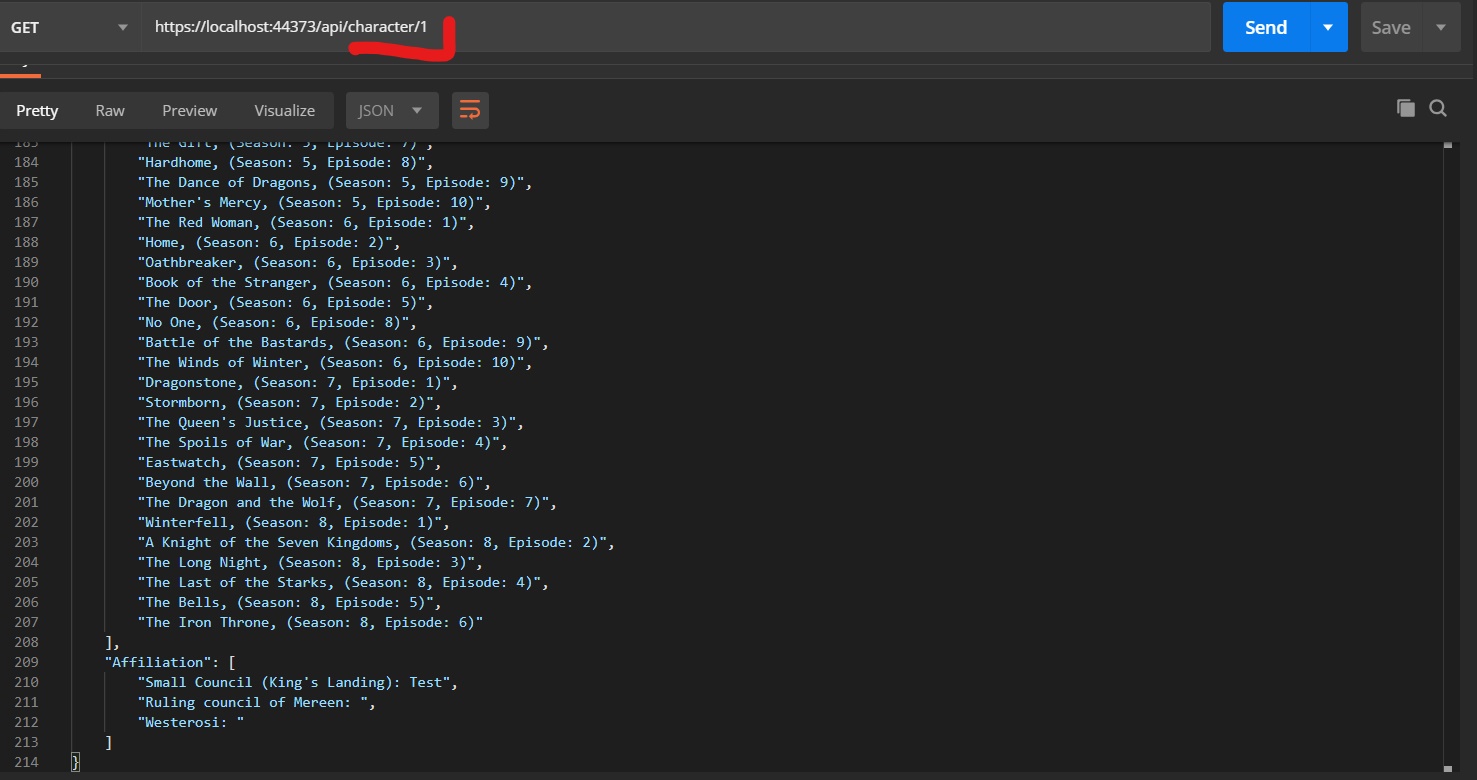 GET https://localhost:44373/api/character/1 Send Save
Pretty Raw Preview Visualize JSON
183 "The Gift, (Season: 5, Episode: 7)",
184 "Hardhome, (Season: 5, Episode: 8)",
185 "The Dance of Dragons, (Season: 5, Episode: 9)",
186 "Mother's Mercy, (Season: 5, Episode: 10)",
187 "The Red Woman, (Season: 6, Episode: 1)",
188 "Home, (Season: 6, Episode: 2)",
189 "Oathbreaker, (Season: 6, Episode: 3)",
190 "Book of the Stranger, (Season: 6, Episode: 4)",
191 "The Door, (Season: 6, Episode: 5)",
192 "No One, (Season: 6, Episode: 8)",
193 "Battle of the Bastards, (Season: 6, Episode: 9)",
194 "The Winds of Winter, (Season: 6, Episode: 10)",
195 "Dragonstone, (Season: 7, Episode: 1)",
196 "Stormborn, (Season: 7, Episode: 2)",
197 "The Queen's Justice, (Season: 7, Episode: 3)",
198 "The Spoils of War, (Season: 7, Episode: 4)",
199 "Eastwatch, (Season: 7, Episode: 5)",
200 "Beyond the Wall, (Season: 7, Episode: 6)",
201 "The Dragon and the Wolf, (Season: 7, Episode: 7)",
202 "Winterfell, (Season: 8, Episode: 1)",
203 "A Knight of the Seven Kingdoms, (Season: 8, Episode: 2)",
204 "The Long Night, (Season: 8, Episode: 3)",
205 "The Last of the Starks, (Season: 8, Episode: 4)",
206 "The Bells, (Season: 8, Episode: 5)",
207 "The Iron Throne, (Season: 8, Episode: 6)"
208 ],
209 "Affiliation": [
210 "Small Council (King's Landing): Test",
211 "Ruling council of Mereen: ",
212 "Westerosi: "
213 ]
214 }